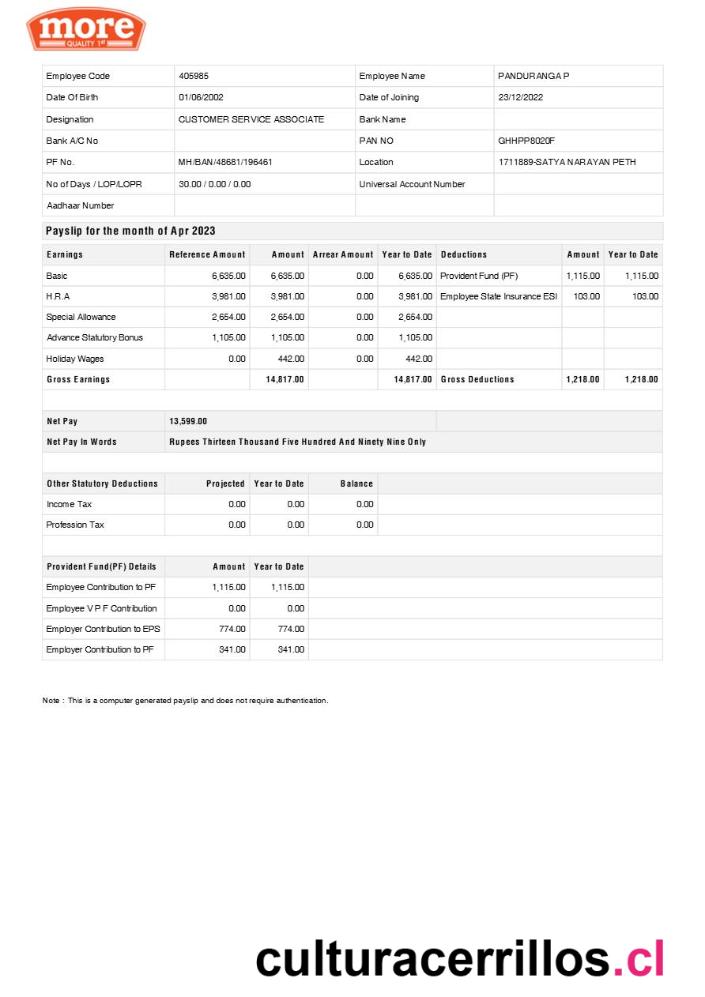 more
QUALITY 1st
Employee Code 405985 Employee Name PANDURANGA P
Date Of Birth 01/06/2002 Date of Joining 23/12/2022
Designation CUSTOMER SERVICE ASSOCIATE Bank Name
Bank A/C No PAN NO GHHPP8020F
PF No. MH/BAN/48681/196461 Location 1711889-SATYA NARAYAN PETH
No of Days / LOP/LOPR 30.00 / 0.00 / 0.00 Universal Account Number
Aadhaar Number
Payslip for the month of Apr 2023
Earnings Reference Amount Amount Arrear Amount Year to Date Deductions Amount Year to Date
Basic 6,635.00 6,635.00 0.00 6,635.00 Provident Fund (PF) 1,115.00 1,115.00
H.R.A 3,981.00 3,981.00 0.00 3,981.00 Employee State Insurance ESI 103.00 103.00
Special Allowance 2,654.00 2,654.00 0.00 2,654.00
Advance Statutory Bonus 1,105.00 1,105.00 0.00 1,105.00
Holiday Wages 0.00 442.00 0.00 442.00
Gross Earnings 14,817.00 14,817.00 Gross Deductions 1,218.00 1,218.00
Net Pay 13,599.00
Net Pay In Words Rupees Thirteen Thousand Five Hundred And Ninety Nine Only
Other Statutory Deductions Projected Year to Date Balance
Income Tax 0.00 0.00 0.00
Profession Tax 0.00 0.00 0.00
Provident Fund(PF) Details Amount Year to Date
Employee Contribution to PF 1,115.00 1,115.00
Employee V P F Contribution 0.00 0.00
Employer Contribution to EPS 774.00 774.00
Employer Contribution to PF 341.00 341.00
Note : This is a computer generated payslip and does not require authentication.
culturacerrillos.cl